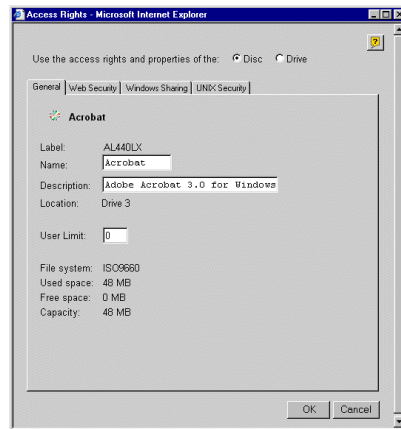 Access Rights - Microsoft Internet Explorer
?
Use the access rights and properties of the: Disc Drive
General Web Security Windows Sharing UNIX Security
Acrobat
Label: AL440LX
Name: Acrobat
Description: Adobe Acrobat 3.0 for Windows
Location: Drive 3
User Limit: 0
File system: ISO9660
Used space: 48 MB
Free space: 0 MB
Capacity: 48 MB
OK Cancel